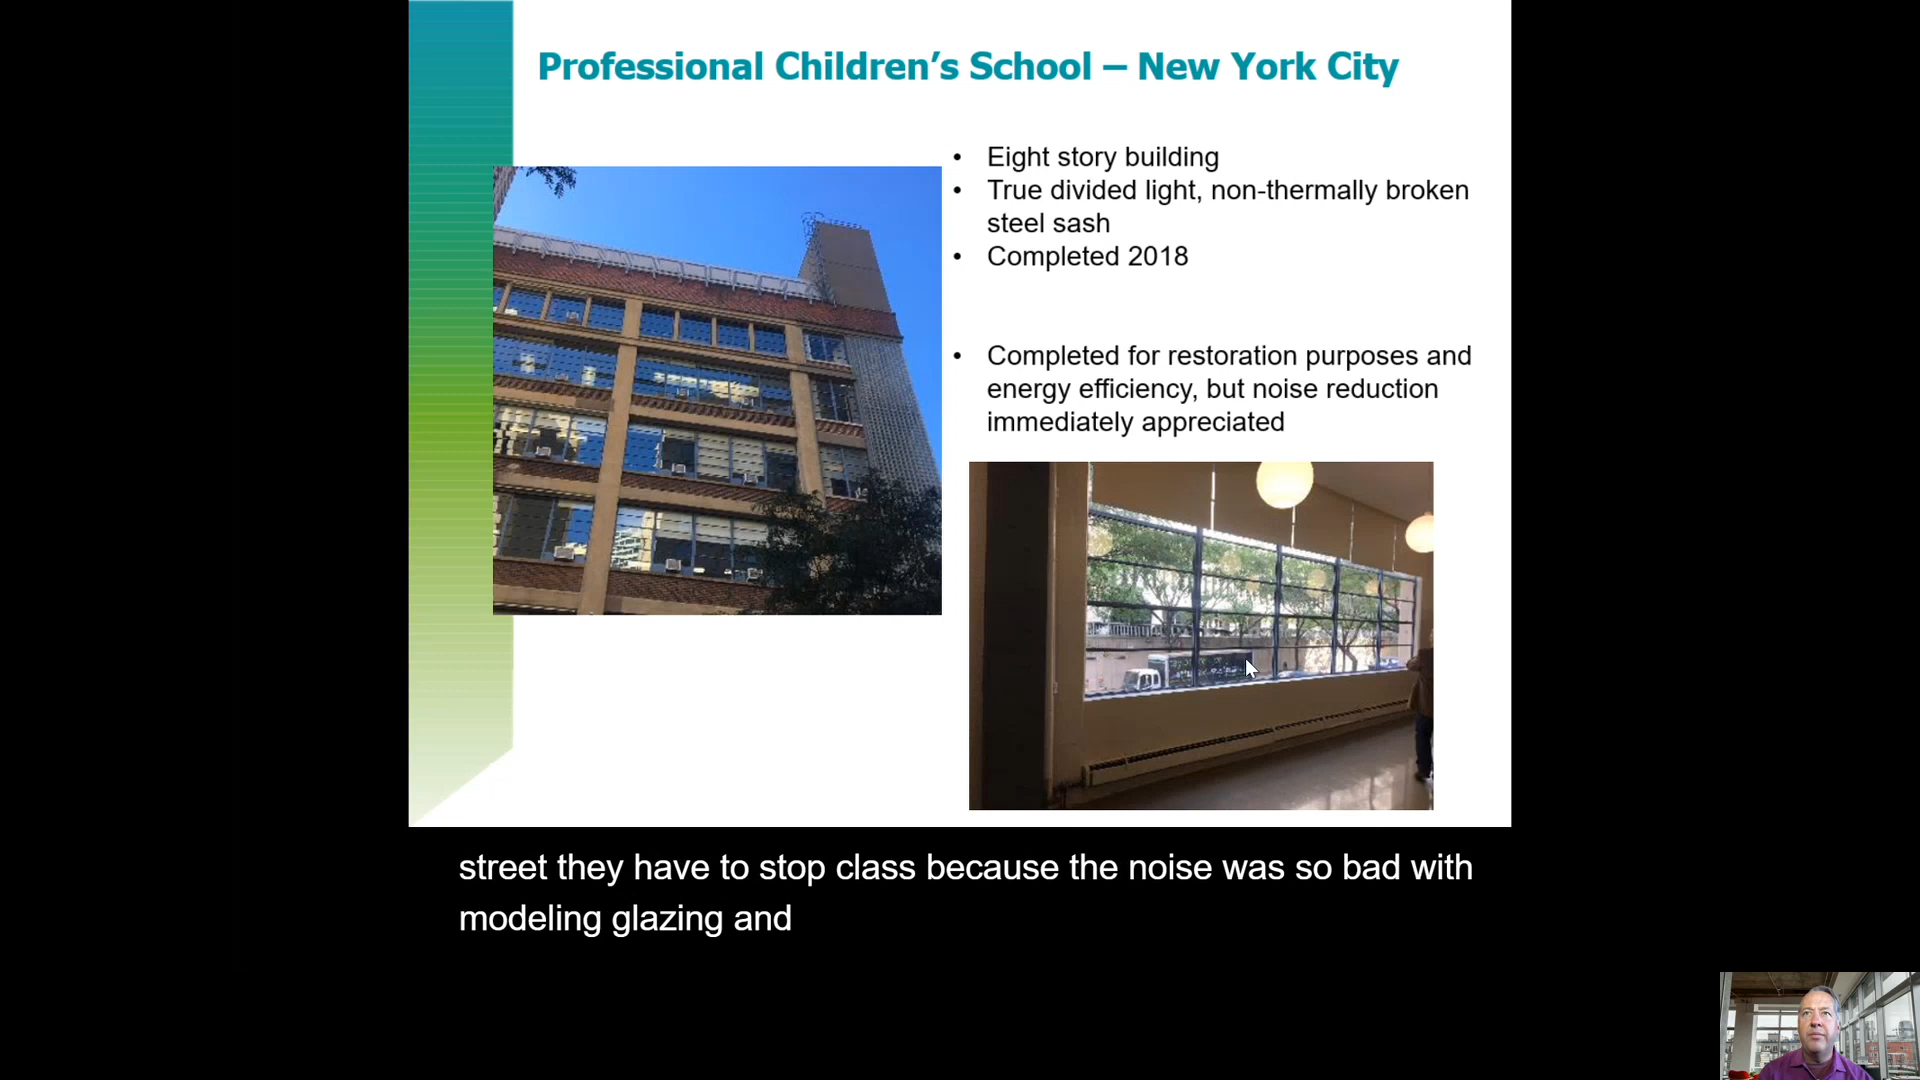 Professional Children’s School – New York City
• Eight story building
• True divided light, non-thermally broken
steel sash
• Completed 2018
• Completed for restoration purposes and
energy efficiency, but noise reduction
immediately appreciated
street they have to stop class because the noise was so bad with
modeling glazing and